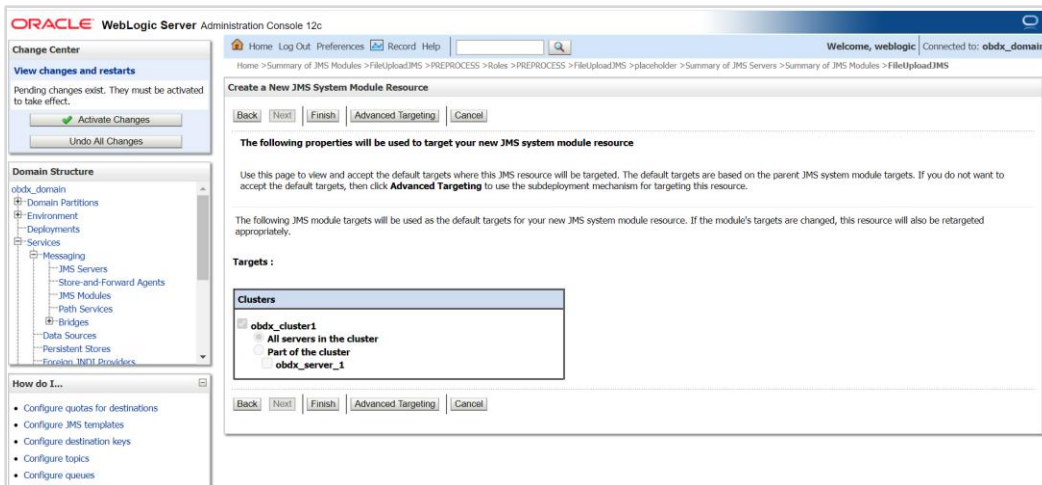 ORACLE WebLogic Server Administration Console 12c
Change Center
View changes and restarts
Pending changes exist. They must be activated
to take effect.
Activate Changes
Undo All Changes
Domain Structure
obdx_domain
Domain Partitions
Environment
Deployments
Services
Messaging
JMS Servers
Store-and-Forward Agents
JMS Modules
Path Services
Bridges
Data Sources
Persistent Stores
Foreign JNDI Providers
How do I...
Configure quotas for destinations
Configure JMS templates
Configure destination keys
Configure topics
Configure queues
Home Log Out Preferences Record Help
Welcome, weblogic Connected to: obdx_domain
Home >Summary of JMS Modules >FileUploadJMS >PREPROCESS >Roles >PREPROCESS >FileUploadJMS >placeholder >Summary of JMS Servers >Summary of JMS Modules >FileUploadJMS
Create a New JMS System Module Resource
Back Next Finish Advanced Targeting Cancel
The following properties will be used to target your new JMS system module resource
Use this page to view and accept the default targets where this JMS resource will be targeted. The default targets are based on the parent JMS system module targets. If you do not want to
accept the default targets, then click Advanced Targeting to use the subdeployment mechanism for targeting this resource.
The following JMS module targets will be used as the default targets for your new JMS system module resource. If the module's targets are changed, this resource will also be retargeted
appropriately.
Targets :
Clusters
obdx_cluster1
All servers in the cluster
Part of the cluster
obdx_server_1
Back Next Finish Advanced Targeting Cancel